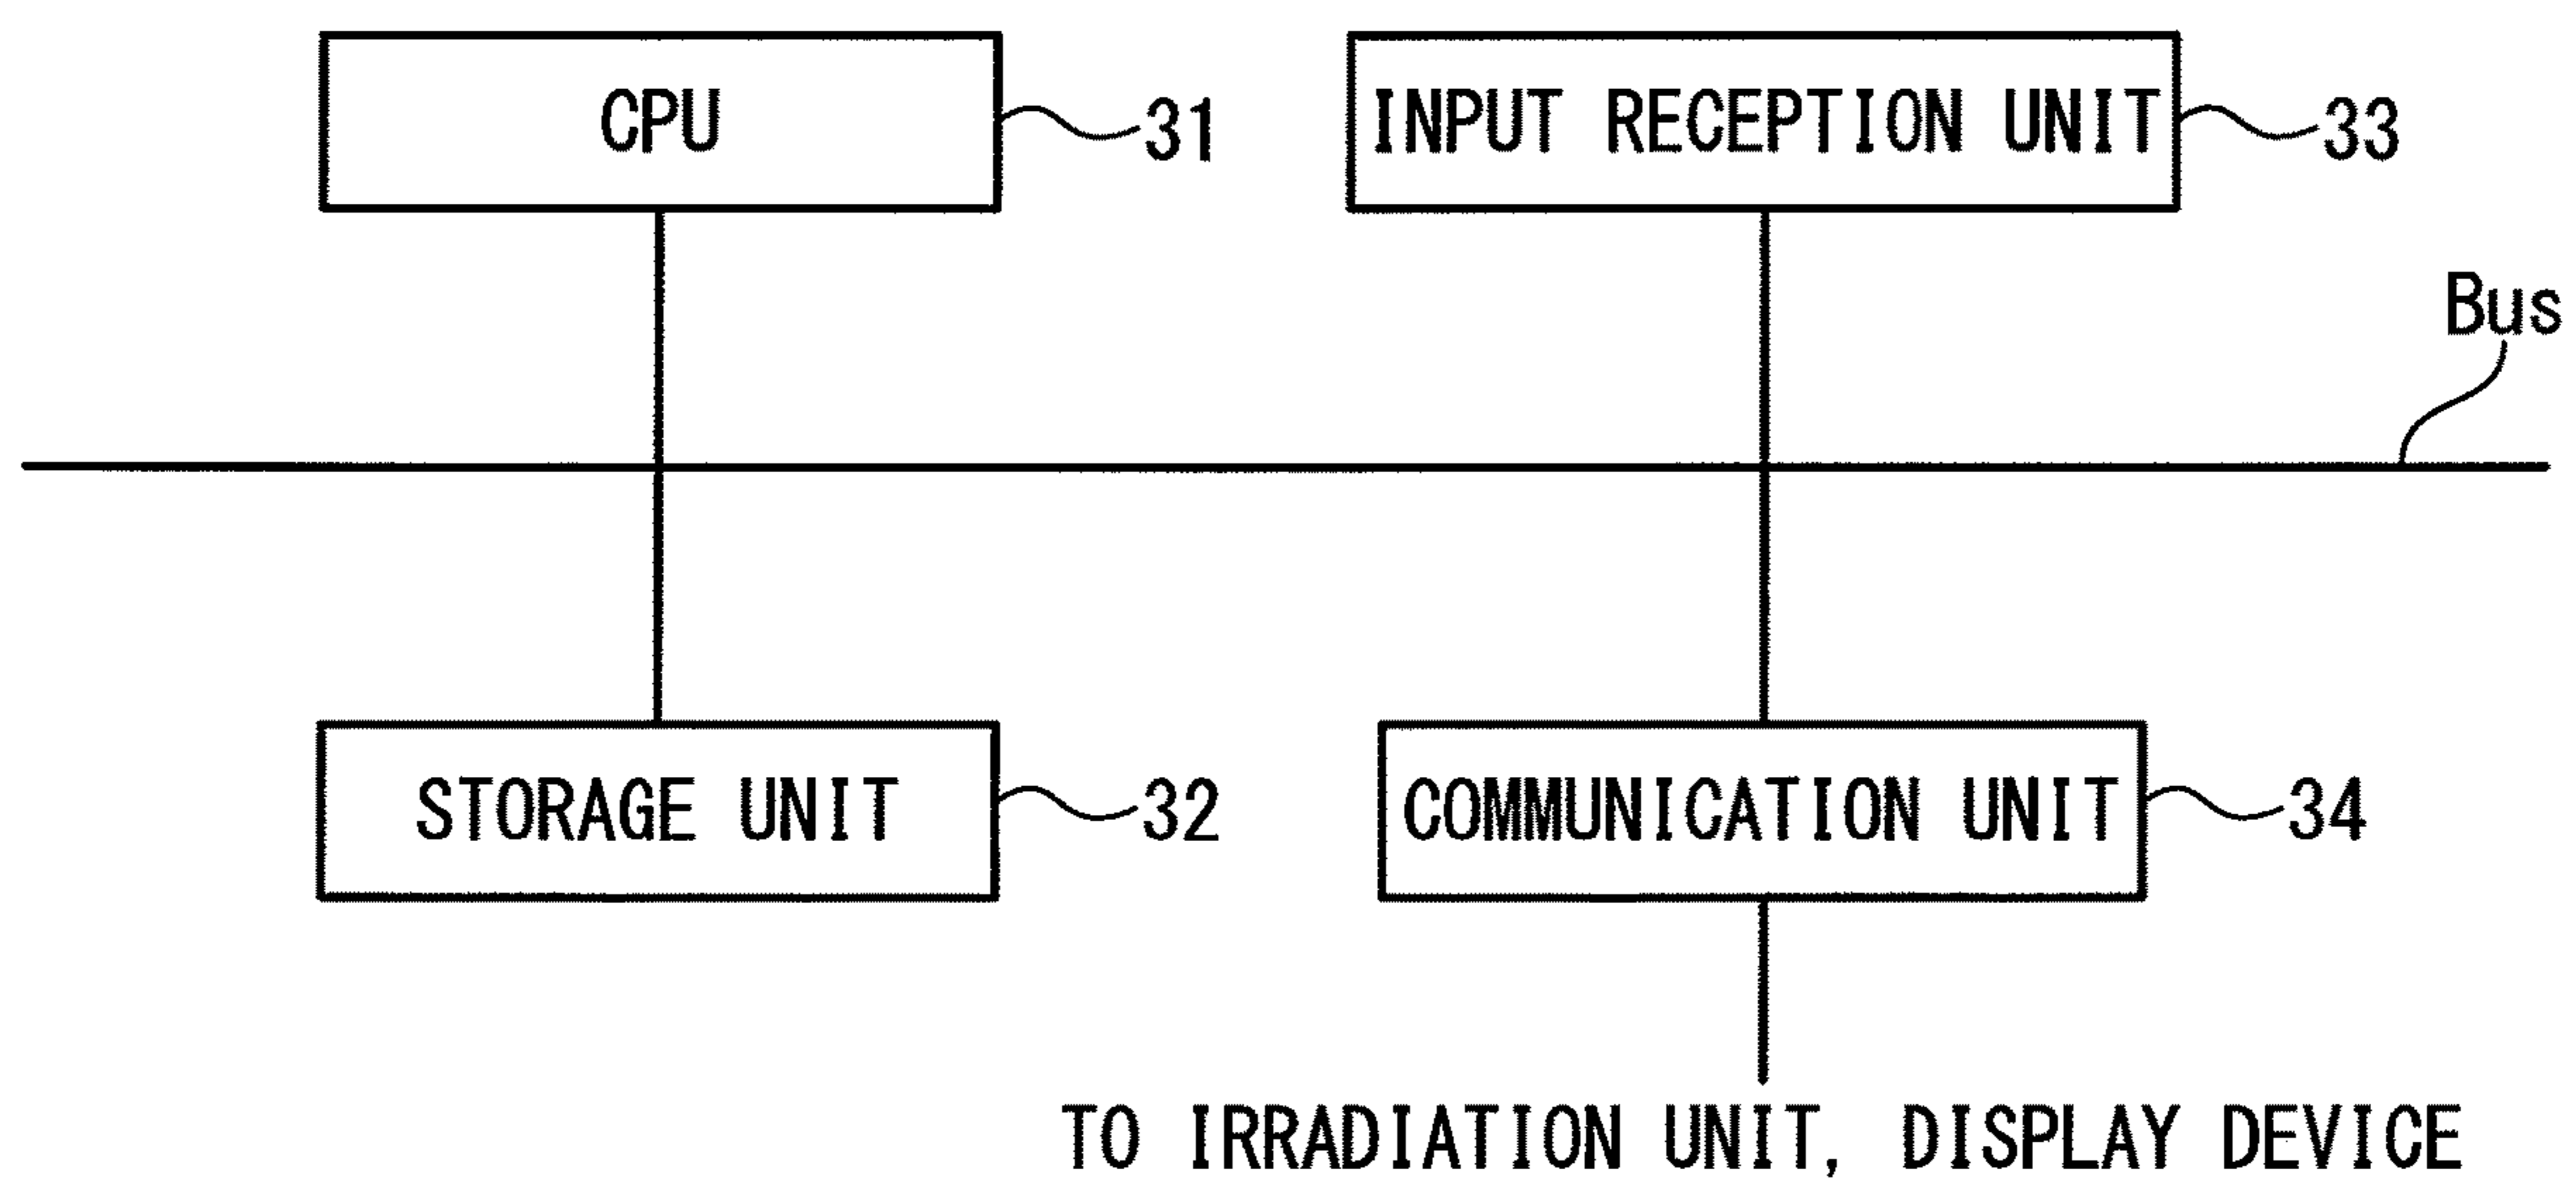 CPU
31
INPUT RECEPTION UNIT
33
Bus
STORAGE UNIT
32
COMMUNICATION UNIT
34
TO IRRADIATION UNIT, DISPLAY DEVICE